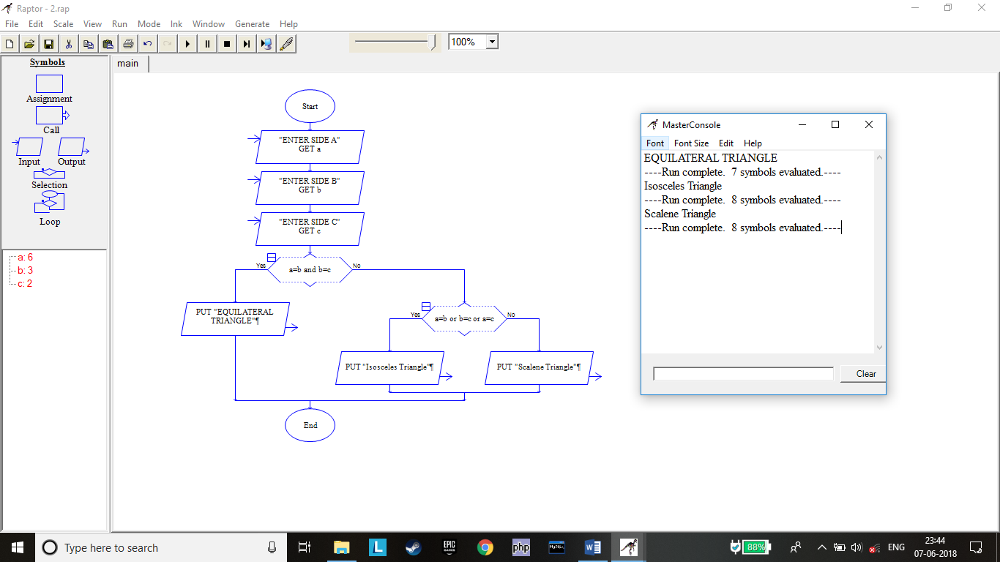 Raptor - 2.rap
File Edit Scale View Run Mode Ink Window Generate Help
100%
Symbols
Assignment
Call
Input Output
Selection
Loop
a: 6
b: 3
c: 2
main
Start
"ENTER SIDE A"
GET a
"ENTER SIDE B"
GET b
"ENTER SIDE C"
GET c
Yes
a=b and b=c
No
PUT "EQUILATERAL
TRIANGLE"¶
Yes
a=b or b=c or a=c
No
PUT "Isosceles Triangle"¶
PUT "Scalene Triangle"¶
End
MasterConsole
Font Font Size Edit Help
EQUILATERAL TRIANGLE
----Run complete.  7 symbols evaluated.----
Isosceles Triangle
----Run complete.  8 symbols evaluated.----
Scalene Triangle
----Run complete.  8 symbols evaluated.----
Clear
Type here to search
L
EPIC
GAMES
php
MySQL
W
88%
ENG
23:44
07-06-2018